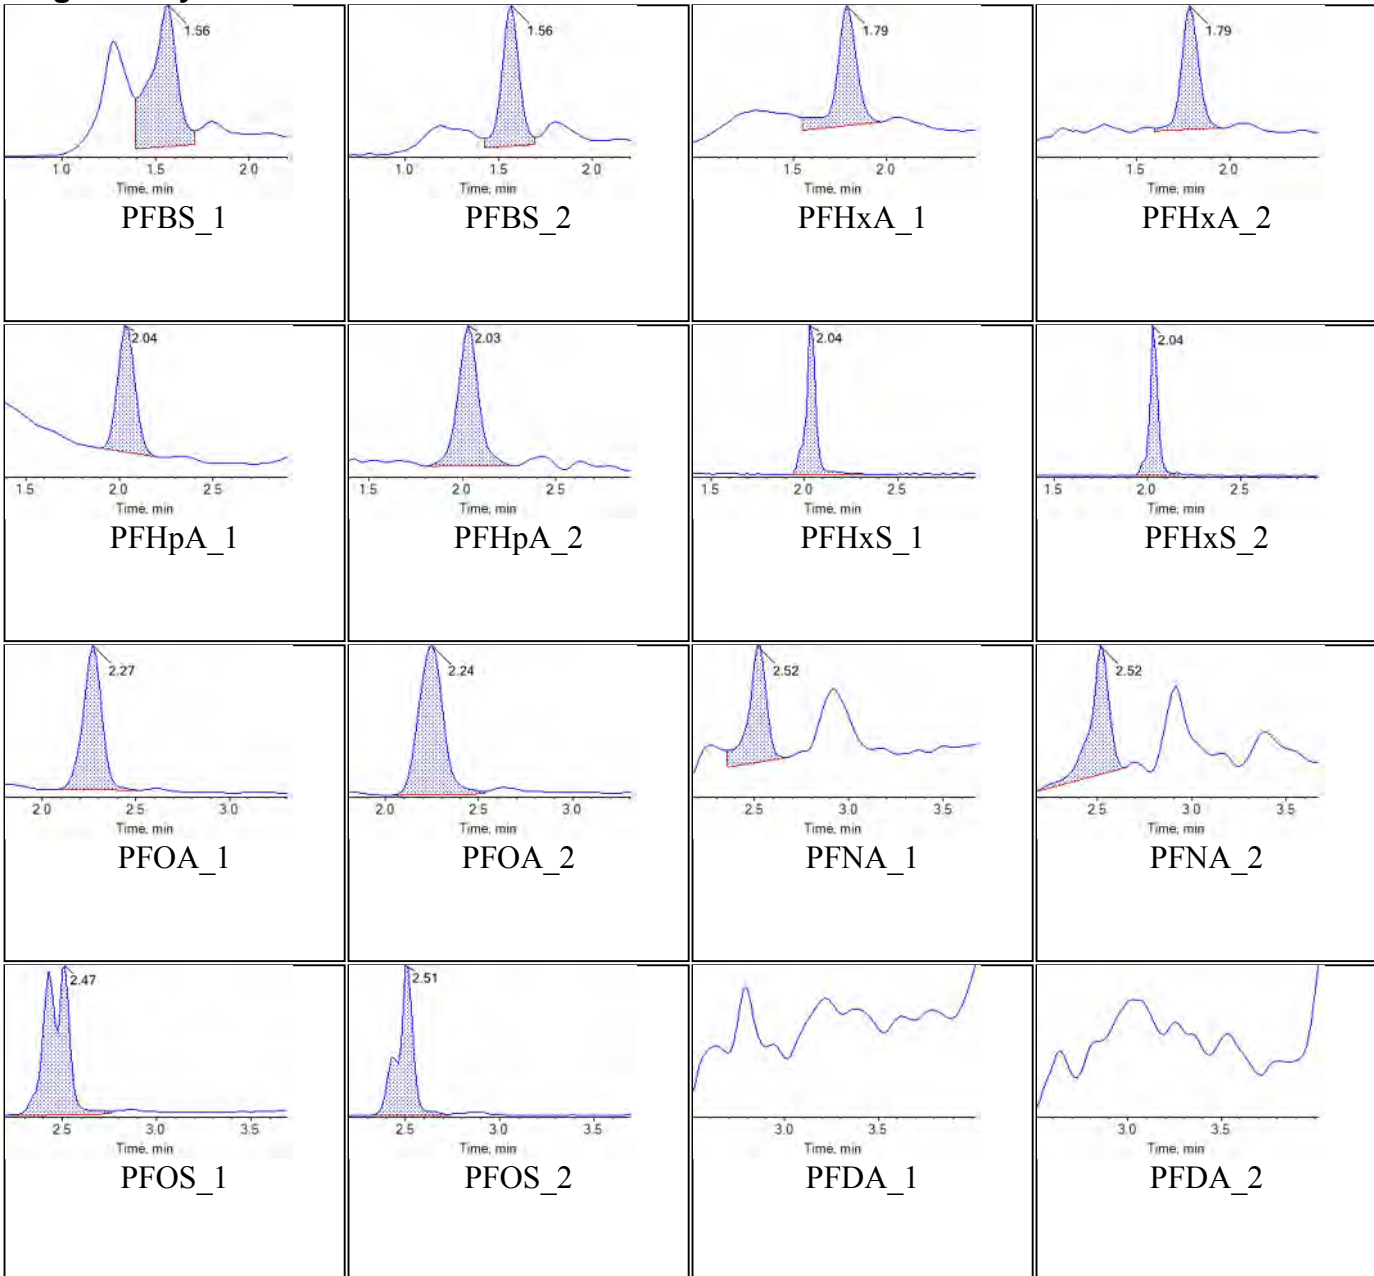 1.56
1.0 1.5 2.0
Time, min
PFBS_1
1.56
1.0 1.5 2.0
Time, min
PFBS_2
1.79
1.5 2.0
Time, min
PFHxA_1
1.79
1.5 2.0
Time, min
PFHxA_2
2.04
1.5 2.0 2.5
Time, min
PFHpA_1
2.03
1.5 2.0 2.5
Time, min
PFHpA_2
2.04
1.5 2.0 2.5
Time, min
PFHxS_1
2.04
1.5 2.0 2.5
Time, min
PFHxS_2
2.27
2.0 2.5 3.0
Time, min
PFOA_1
2.24
2.0 2.5 3.0
Time, min
PFOA_2
2.52
2.5 3.0 3.5
Time, min
PFNA_1
2.52
2.5 3.0 3.5
Time, min
PFNA_2
2.47
2.5 3.0 3.5
Time, min
PFOS_1
2.51
2.5 3.0 3.5
Time, min
PFOS_2
3.0 3.5
Time, min
PFDA_1
3.0 3.5
Time, min
PFDA_2